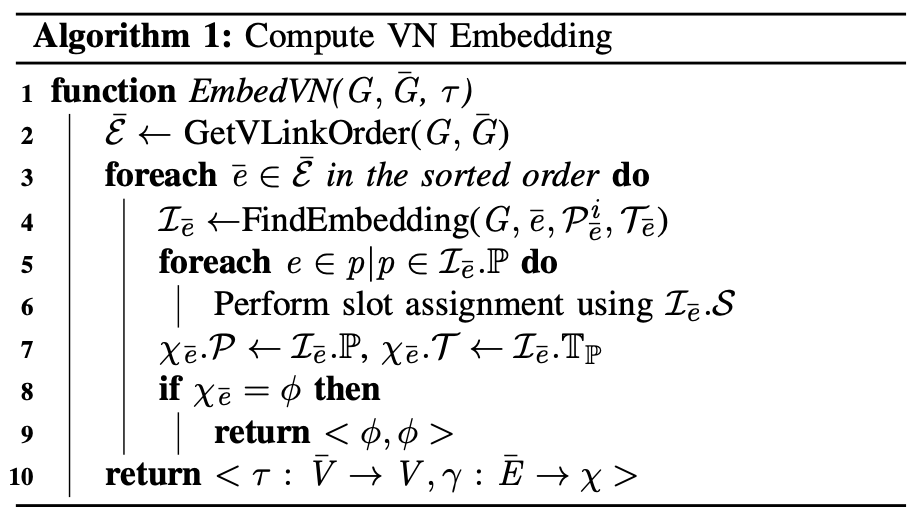 Algorithm 1: Compute VN Embedding
1 function EmbedVN(G, Ḡ, τ)
2 Ē ← GetVLinkOrder(G, Ḡ)
3 foreach ē ∈ Ē in the sorted order do
4 ℐ_ē ←FindEmbedding(G, ē, 𝒫^i_ē, 𝒯_ē)
5 foreach e ∈ p|p ∈ ℐ_ē.ℙ do
6 Perform slot assignment using ℐ_ē.𝒮
7 χ_ē.𝒫 ← ℐ_ē.ℙ, χ_ē.𝒯 ← ℐ_ē.𝕋_ℙ
8 if χ_ē = ϕ then
9 return < ϕ, ϕ >
10 return < τ : V̄ → V, γ : Ē → χ >